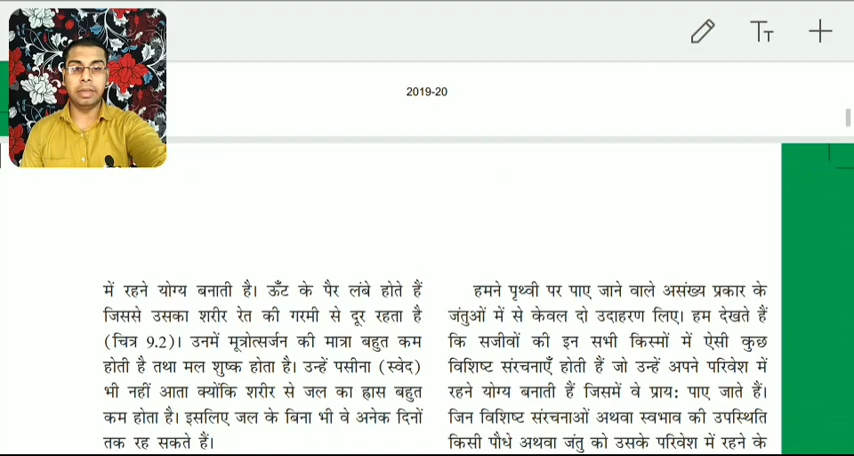 2019-20
में रहने योग्य बनाती है। ऊँट के पैर लंबे होते हैं
जिससे उसका शरीर रेत की गरमी से दूर रहता है
(चित्र 9.2)। उनमें मूत्रोत्सर्जन की मात्रा बहुत कम
होती है तथा मल शुष्क होता है। उन्हें पसीना (स्वेद)
भी नहीं आता क्योंकि शरीर से जल का ह्रास बहुत
कम होता है। इसलिए जल के बिना भी वे अनेक दिनों
तक रह सकते हैं।
हमने पृथ्वी पर पाए जाने वाले असंख्य प्रकार के
जंतुओं में से केवल दो उदाहरण लिए। हम देखते हैं
कि सजीवों की इन सभी किस्मों में ऐसी कुछ
विशिष्ट संरचनाएँ होती हैं जो उन्हें अपने परिवेश में
रहने योग्य बनाती हैं जिसमें वे प्राय: पाए जाते हैं।
जिन विशिष्ट संरचनाओं अथवा स्वभाव की उपस्थिति
किसी पौधे अथवा जंतु को उसके परिवेश में रहने के